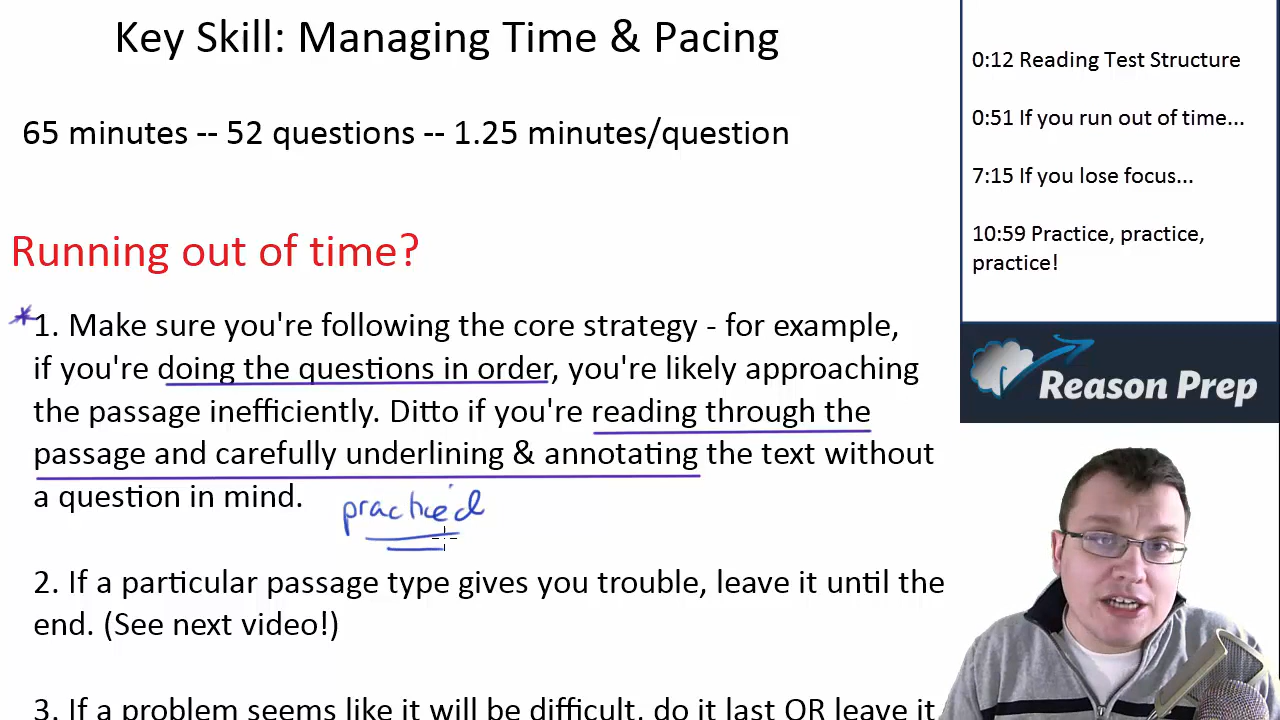 Key Skill: Managing Time & Pacing
65 minutes -- 52 questions -- 1.25 minutes/question
Running out of time?
*1. Make sure you're following the core strategy - for example,
if you're doing the questions in order, you're likely approaching
the passage inefficiently. Ditto if you're reading through the
passage and carefully underlining & annotating the text without
a question in mind.
practiced
2. If a particular passage type gives you trouble, leave it until the
end. (See next video!)
3. If a problem seems like it will be difficult, do it last OR leave it
0:12 Reading Test Structure
0:51 If you run out of time...
7:15 If you lose focus...
10:59 Practice, practice,
practice!
Reason Prep